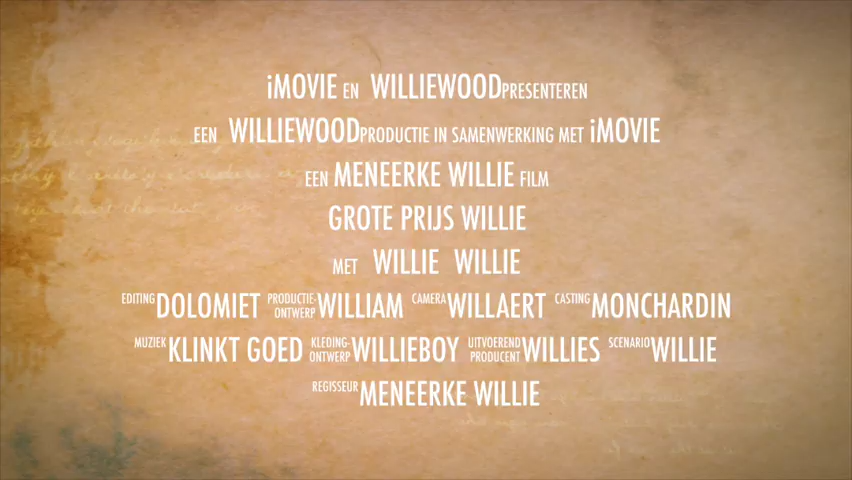 iMOVIE EN WILLIEWOOD PRESENTEREN
EEN WILLIEWOOD PRODUCTIE IN SAMENWERKING MET iMOVIE
EEN MENEERKE WILLIE FILM
GROTE PRIJS WILLIE
MET WILLIE WILLIE
EDITING DOLOMIET PRODUCTIE-ONTWERP WILLIAM CAMERA WILLAERT CASTING MONCHARDIN
MUZIEK KLINKT GOED KLEDING-ONTWERP WILLIEBOY UITVOEREND PRODUCENT WILLIES SCENARIO WILLIE
REGISSEUR MENEERKE WILLIE